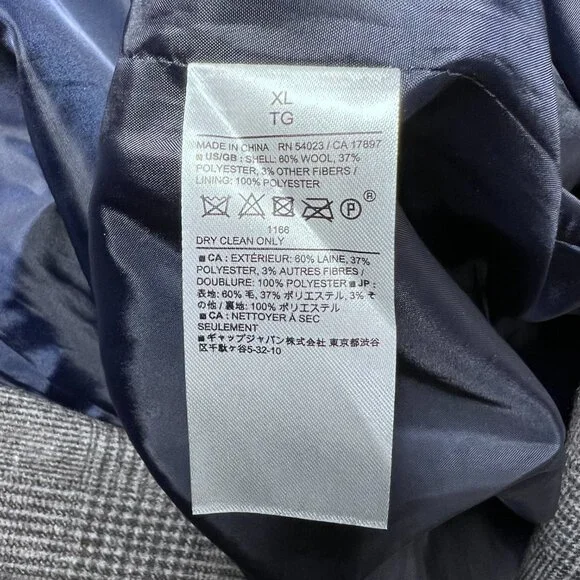 XL
TG
MADE IN CHINA RN 54023 / CA 17897
US/GB : SHELL: 60% WOOL, 37%
POLYESTER, 3% OTHER FIBERS /
LINING: 100% POLYESTER
P ®
1166
DRY CLEAN ONLY
CA : EXTÉRIEUR: 60% LAINE, 37%
POLYESTER, 3% AUTRES FIBRES /
DOUBLURE: 100% POLYESTER ■ JP :
表地: 60% 毛, 37% ポリエステル, 3% そ
の他 / 裏地: 100% ポリエステル
■ CA : NETTOYER À SEC
SEULEMENT
■ ギャップジャパン株式会社 東京都渋谷
区千駄ヶ谷5-32-10